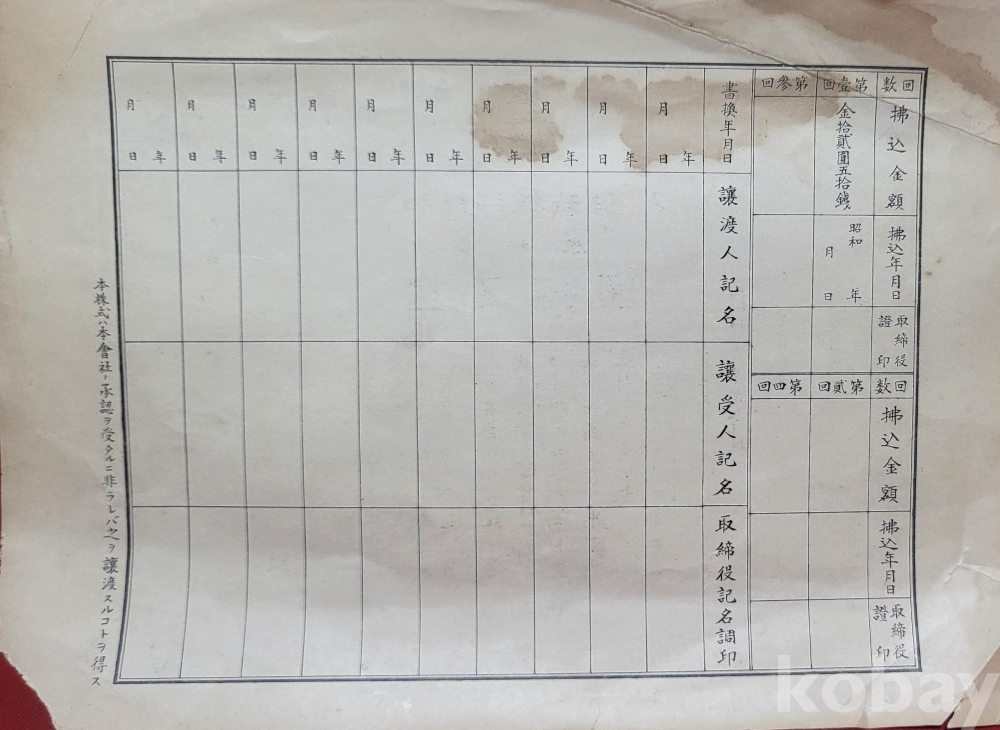 回数
拂込金額
拂込年月日
取締役
證印
第壹回
金拾貳圓五拾錢
昭和 年
月 日
第參回
回数
拂込金額
拂込年月日
取締役
證印
第貳回
第四回
書換年月日
讓渡人記名
讓受人記名
取締役記名調印
年 月 日
年 月 日
年 月 日
年 月 日
年 月 日
年 月 日
年 月 日
年 月 日
年 月 日
年 月 日
本株式ハ本會社ノ承認ヲ受タルニ非ラレバ之ヲ讓渡スルコトヲ得ス
kobay